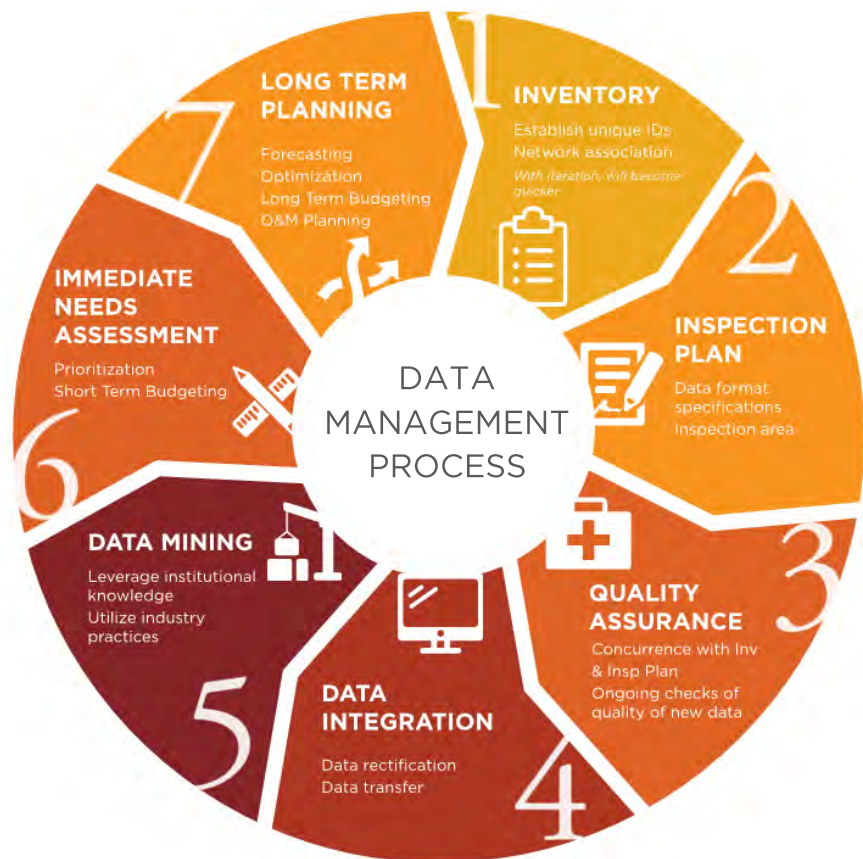 DATA
MANAGEMENT
PROCESS
1
INVENTORY
Establish unique IDs
Network association
With iteration, will become
quicker
2
INSPECTION
PLAN
Data format
specifications
Inspection area
3
QUALITY
ASSURANCE
Concurrence with Inv
& Insp Plan
Ongoing checks of
quality of new data
4
DATA
INTEGRATION
Data rectification
Data transfer
5
DATA MINING
Leverage institutional
knowledge
Utilize industry
practices
6
IMMEDIATE
NEEDS
ASSESSMENT
Prioritization
Short Term Budgeting
7
LONG TERM
PLANNING
Forecasting
Optimization
Long Term Budgeting
O&M Planning